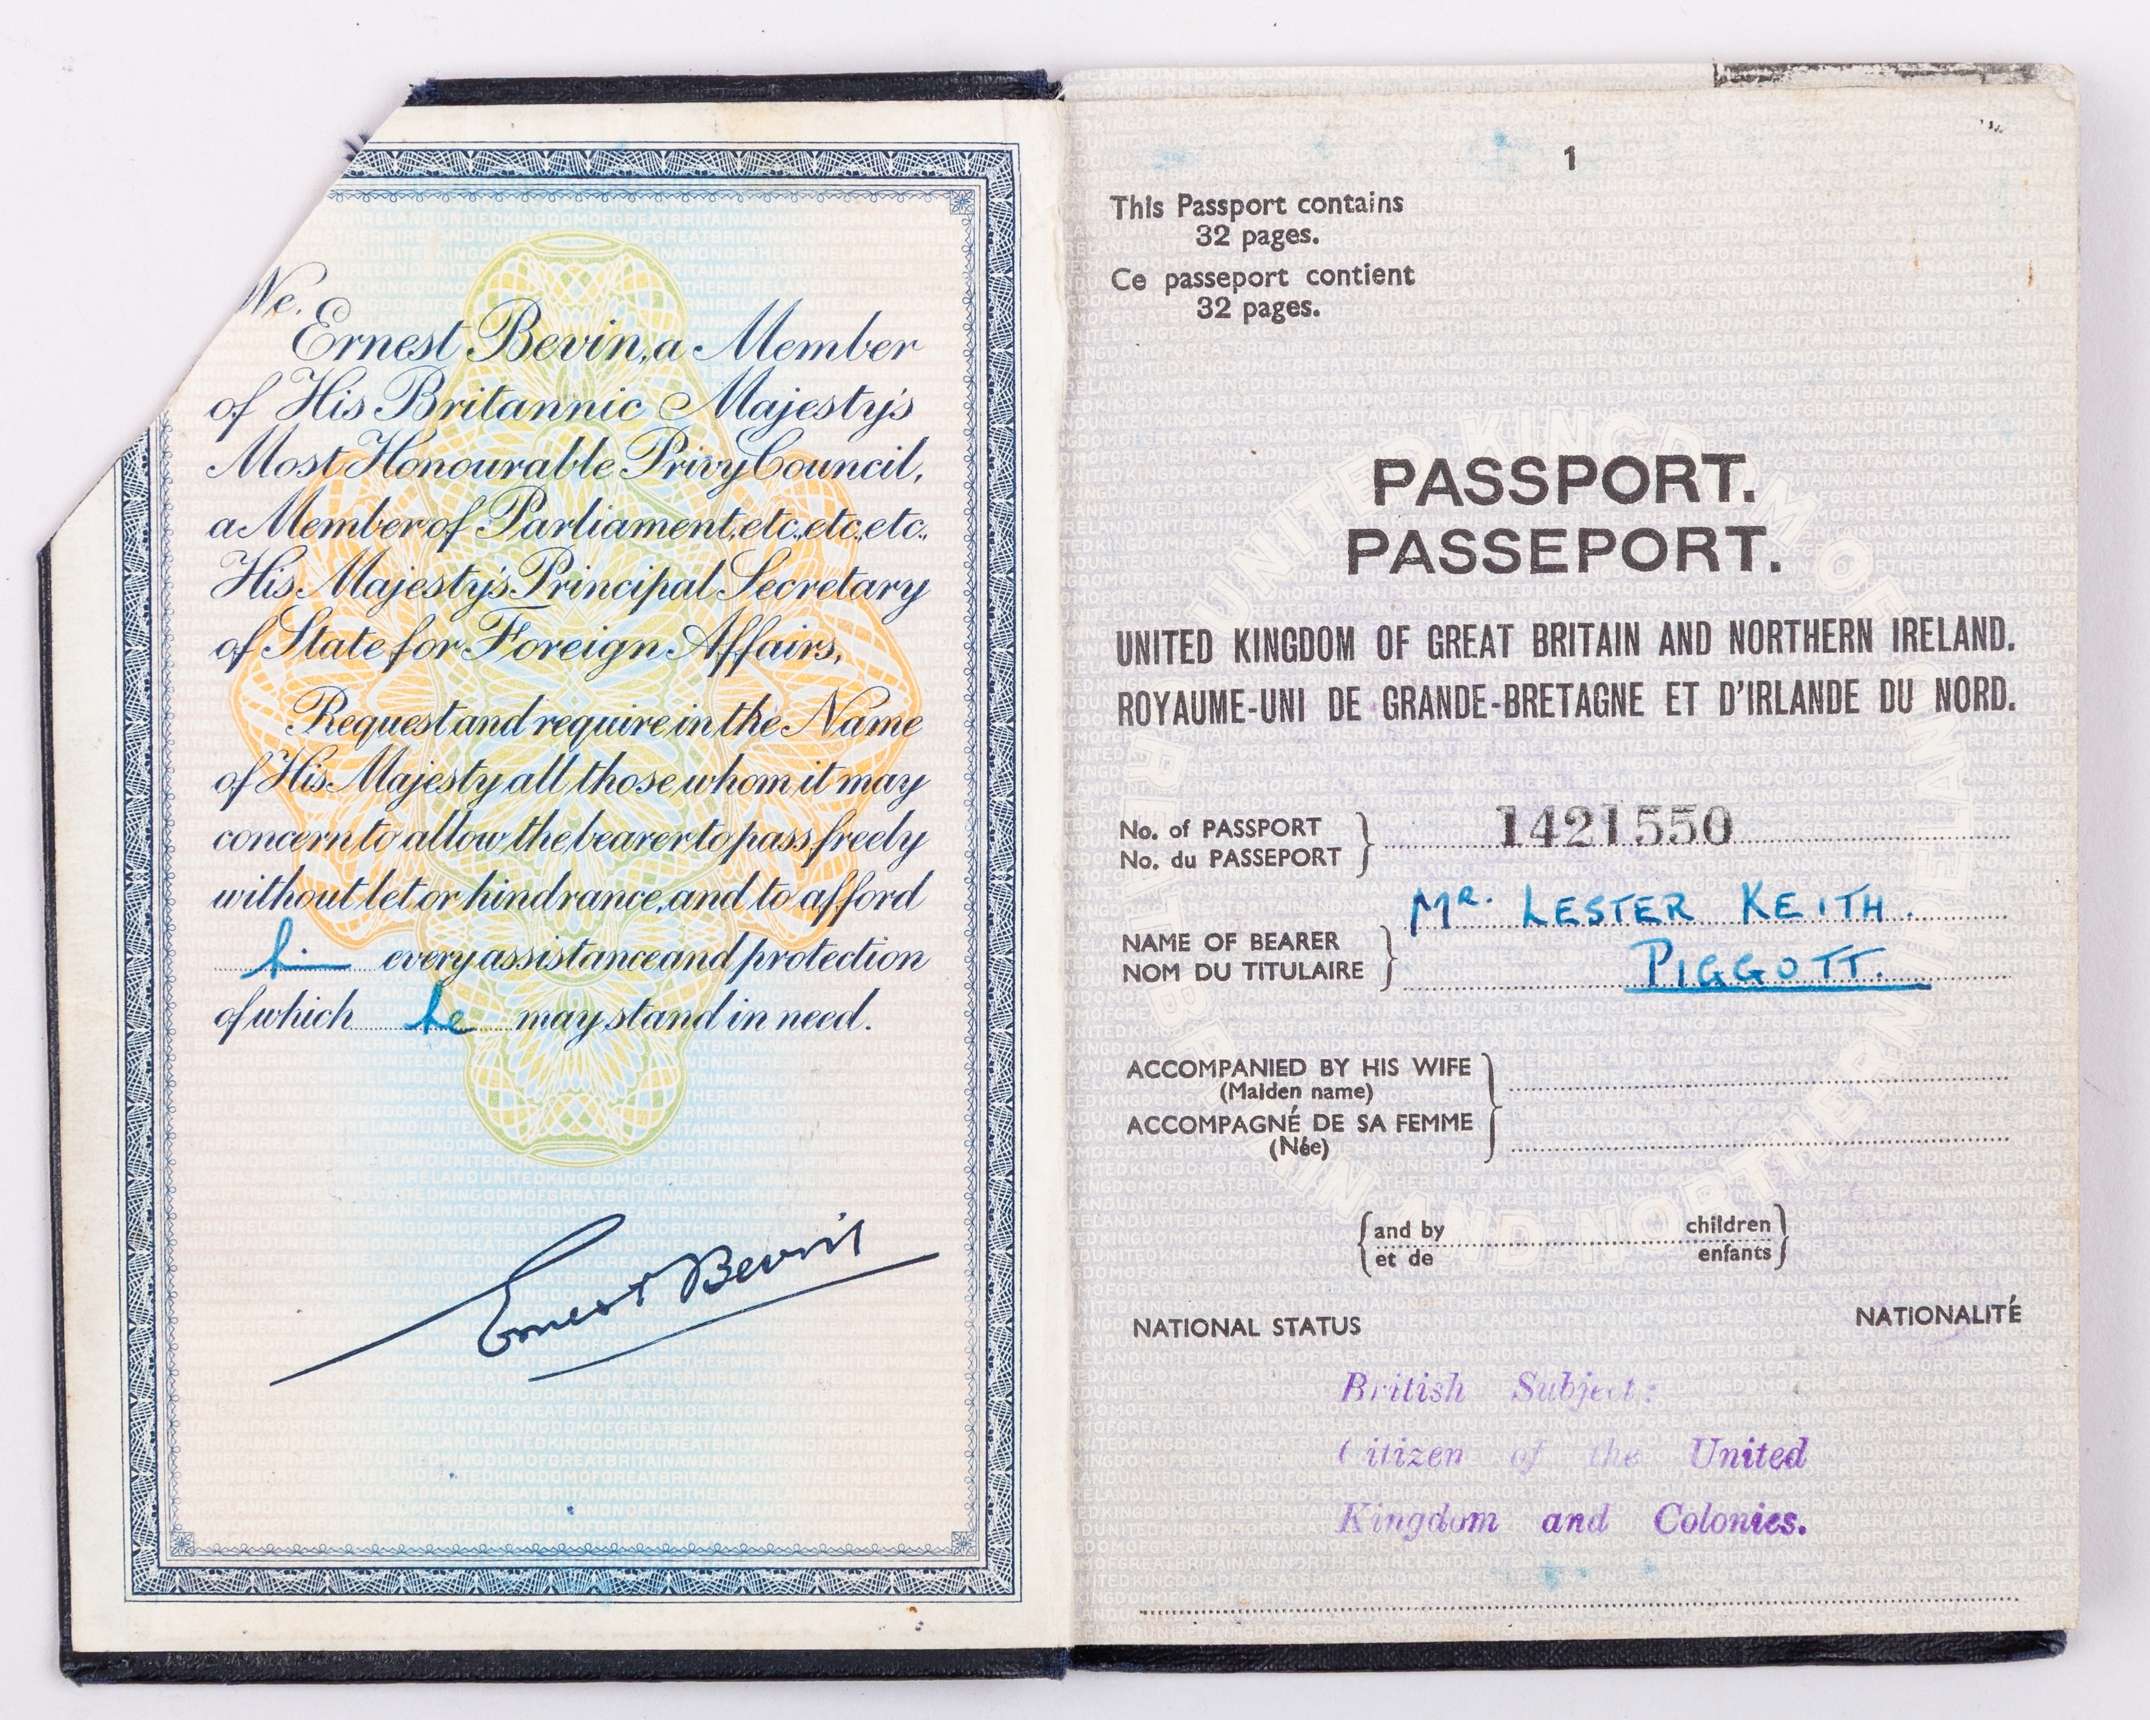 We,
Ernest Bevin, a Member
of His Britannic Majesty's
Most Honourable Privy Council,
a Member of Parliament, etc., etc., etc.,
His Majesty's Principal Secretary
of State for Foreign Affairs,
Request and require in the Name
of His Majesty all those whom it may
concern to allow the bearer to pass freely
without let or hindrance, and to afford
him every assistance and protection
of which he may stand in need.
Ernest Bevin
1
This Passport contains
32 pages.
Ce passeport contient
32 pages.
PASSPORT.
PASSEPORT.
UNITED KINGDOM OF GREAT BRITAIN AND NORTHERN IRELAND.
ROYAUME-UNI DE GRANDE-BRETAGNE ET D'IRLANDE DU NORD.
No. of PASSPORT
No. du PASSEPORT
1421550
MR. LESTER KEITH.
NAME OF BEARER
NOM DU TITULAIRE
PIGGOTT.
ACCOMPANIED BY HIS WIFE
(Maiden name)
ACCOMPAGNÉ DE SA FEMME
(Née)
and by children
et de enfants
NATIONAL STATUS NATIONALITÉ
British Subject:
Citizen of the United
Kingdom and Colonies.